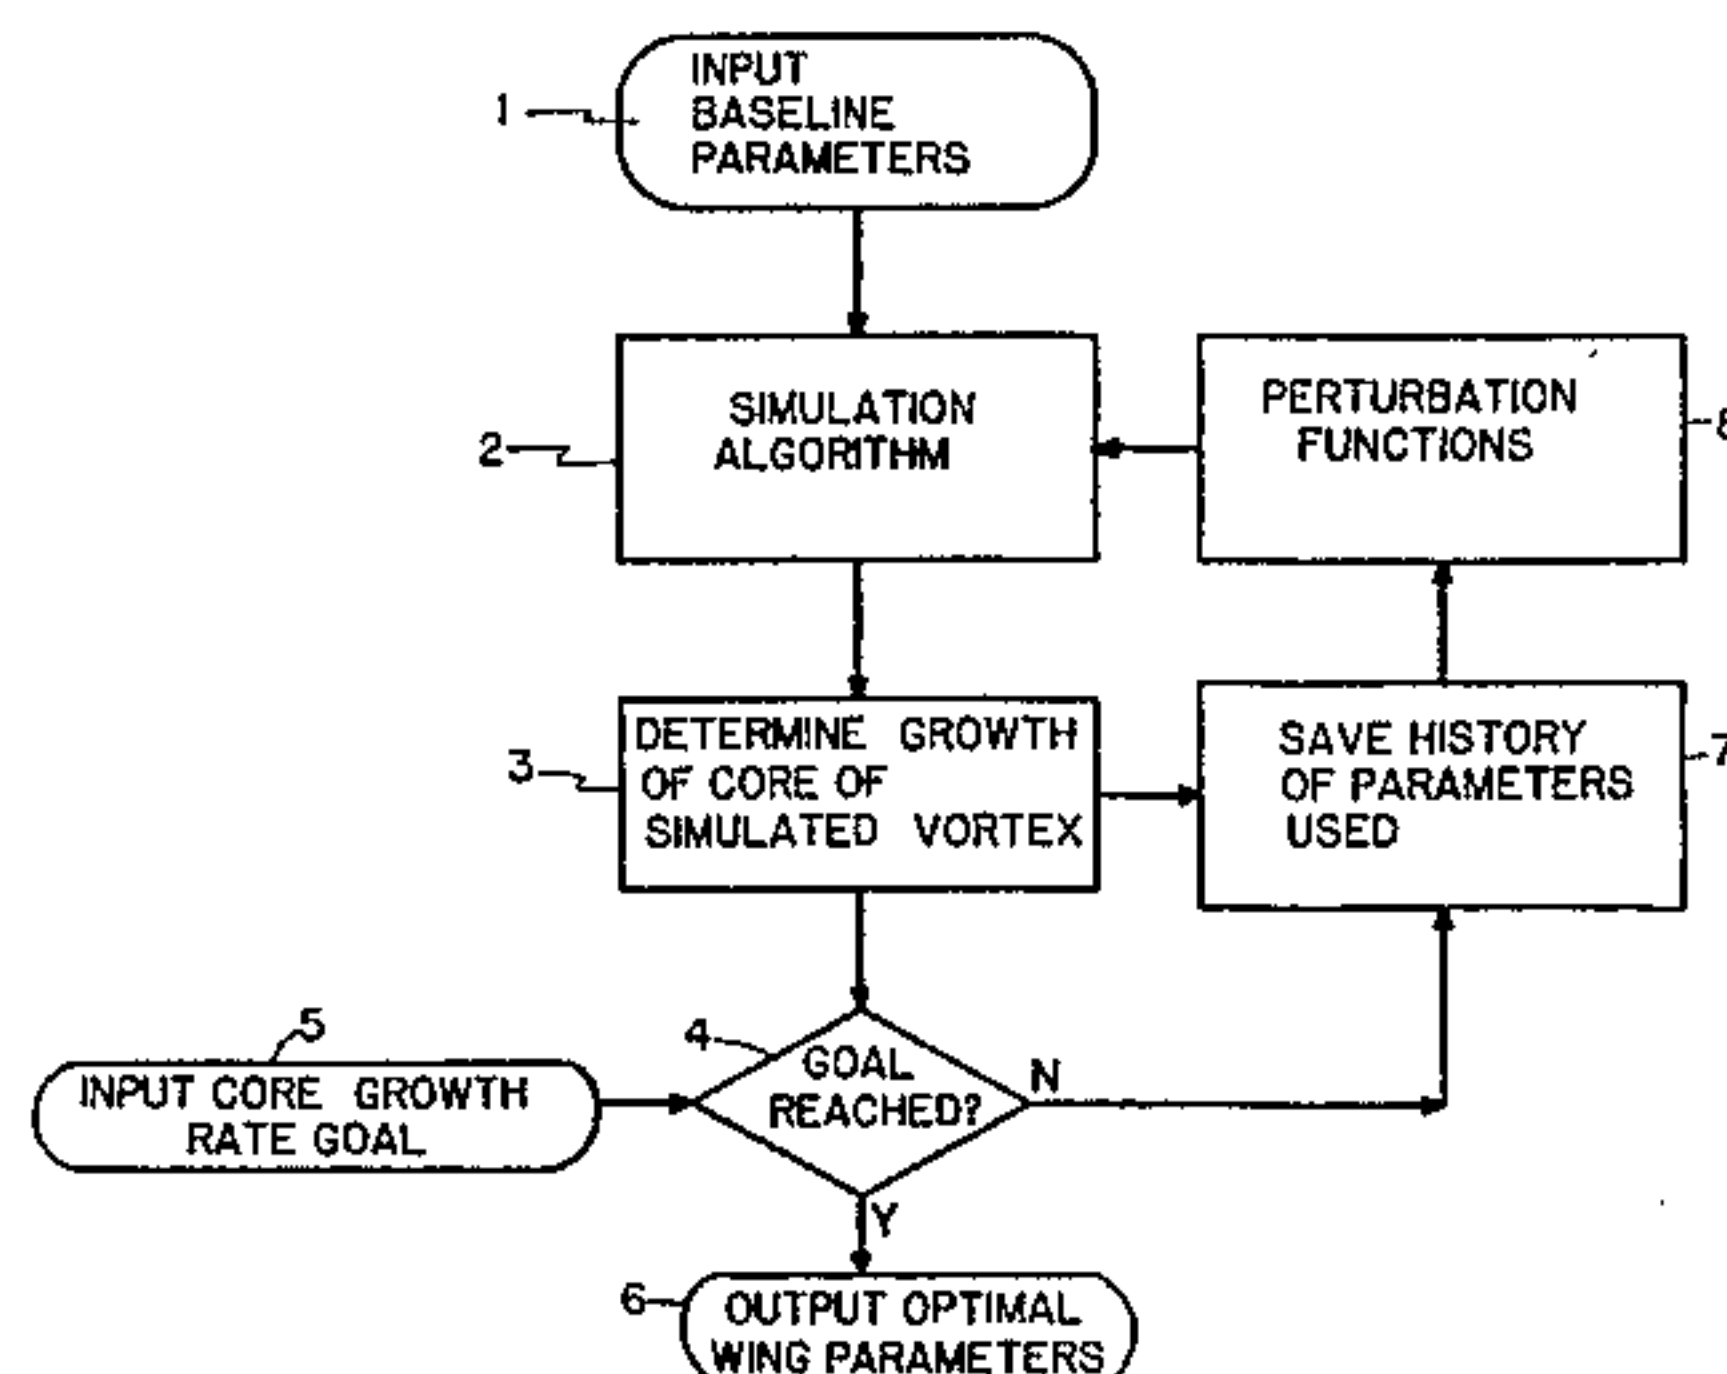 INPUT
BASELINE
PARAMETERS
1
SIMULATION
ALGORITHM
2
PERTURBATION
FUNCTIONS
DETERMINE GROWTH
OF CORE OF
SIMULATED VORTEX
3
SAVE HISTORY
OF PARAMETERS
USED
7
4
GOAL
REACHED?
N
5
INPUT CORE GROWTH
RATE GOAL
Y
6
OUTPUT OPTIMAL
WING PARAMETERS